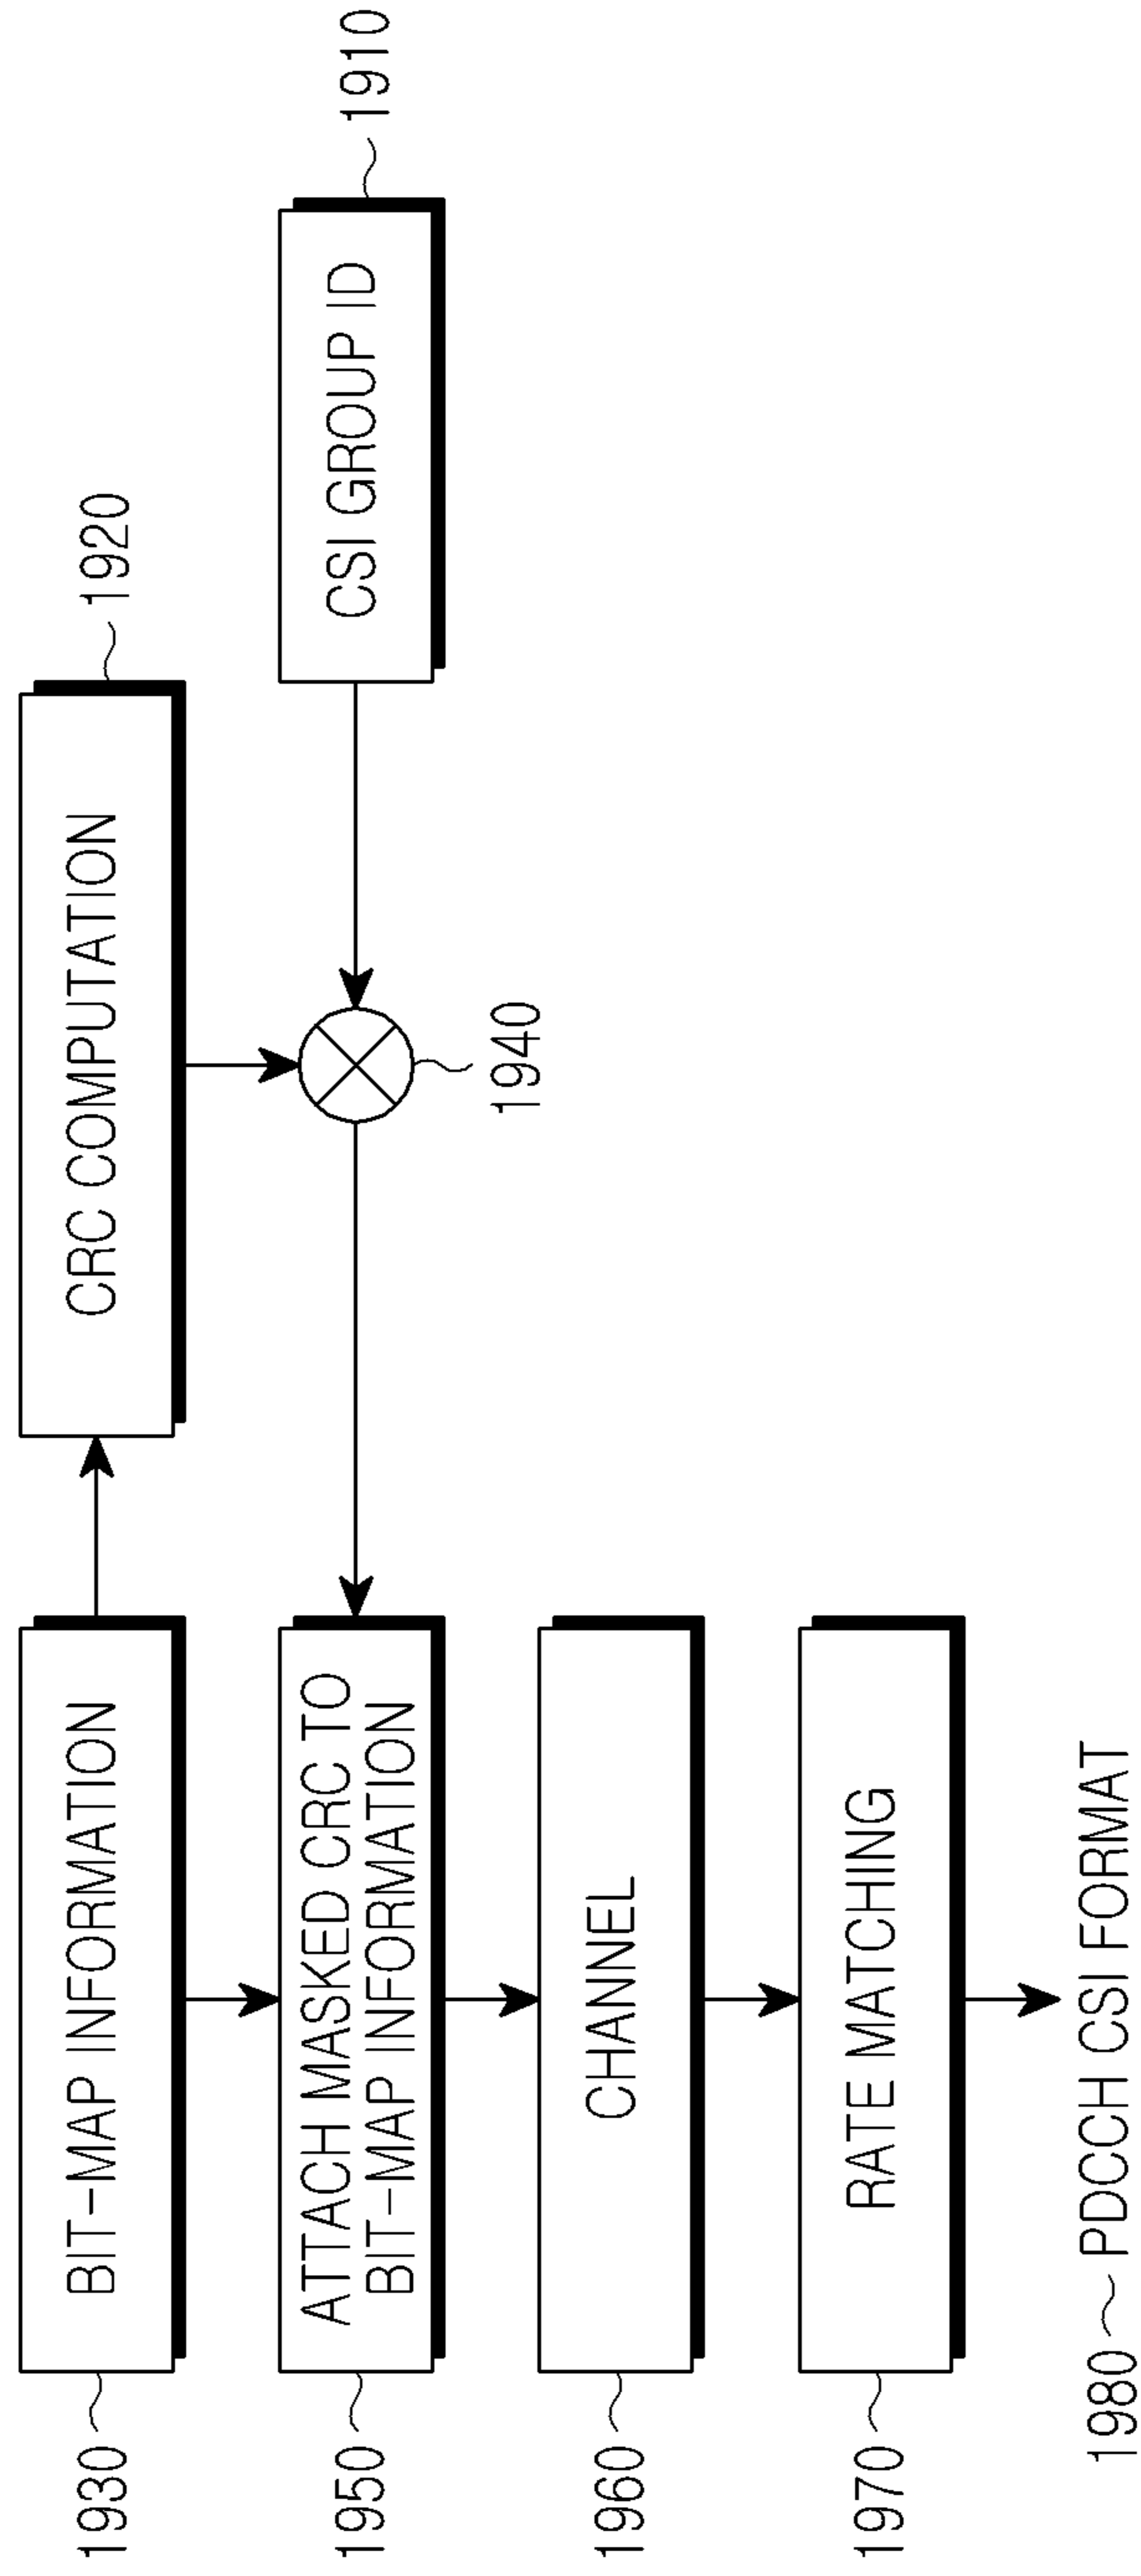 1930
BIT-MAP INFORMATION
CRC COMPUTATION
1920
1950
ATTACH MASKED CRC TO
BIT-MAP INFORMATION
1940
CSI GROUP ID
1910
1960
CHANNEL
1970
RATE MATCHING
1980
PDCCH CSI FORMAT